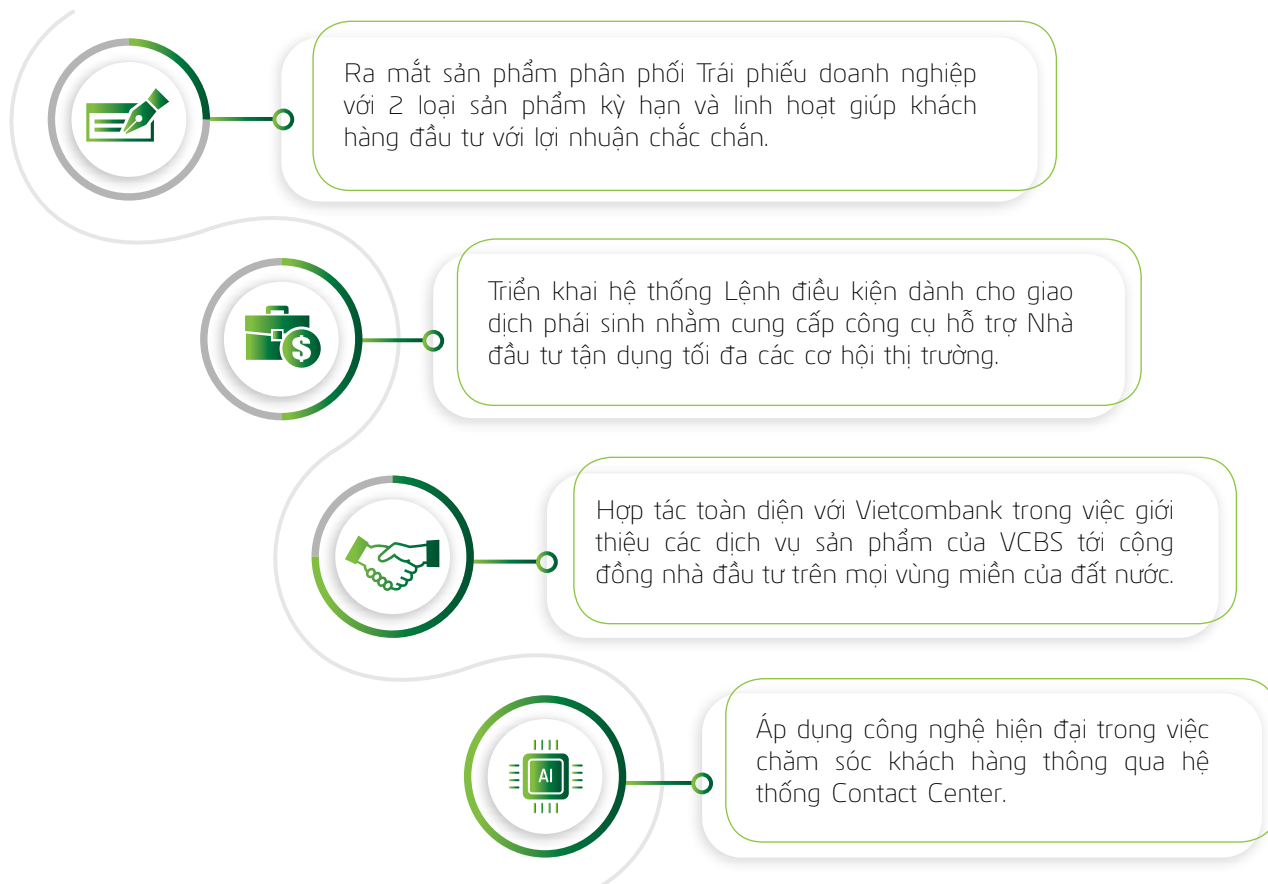 Ra mắt sản phẩm phân phối Trái phiếu doanh nghiệp
với 2 loại sản phẩm kỳ hạn và linh hoạt giúp khách
hàng đầu tư với lợi nhuận chắc chắn.
$
Triển khai hệ thống Lệnh điều kiện dành cho giao
dịch phái sinh nhằm cung cấp công cụ hỗ trợ Nhà
đầu tư tận dụng tối đa các cơ hội thị trường.
Hợp tác toàn diện với Vietcombank trong việc giới
thiệu các dịch vụ sản phẩm của VCBS tới cộng
đồng nhà đầu tư trên mọi vùng miền của đất nước.
AI
Áp dụng công nghệ hiện đại trong việc
chăm sóc khách hàng thông qua hệ
thống Contact Center.